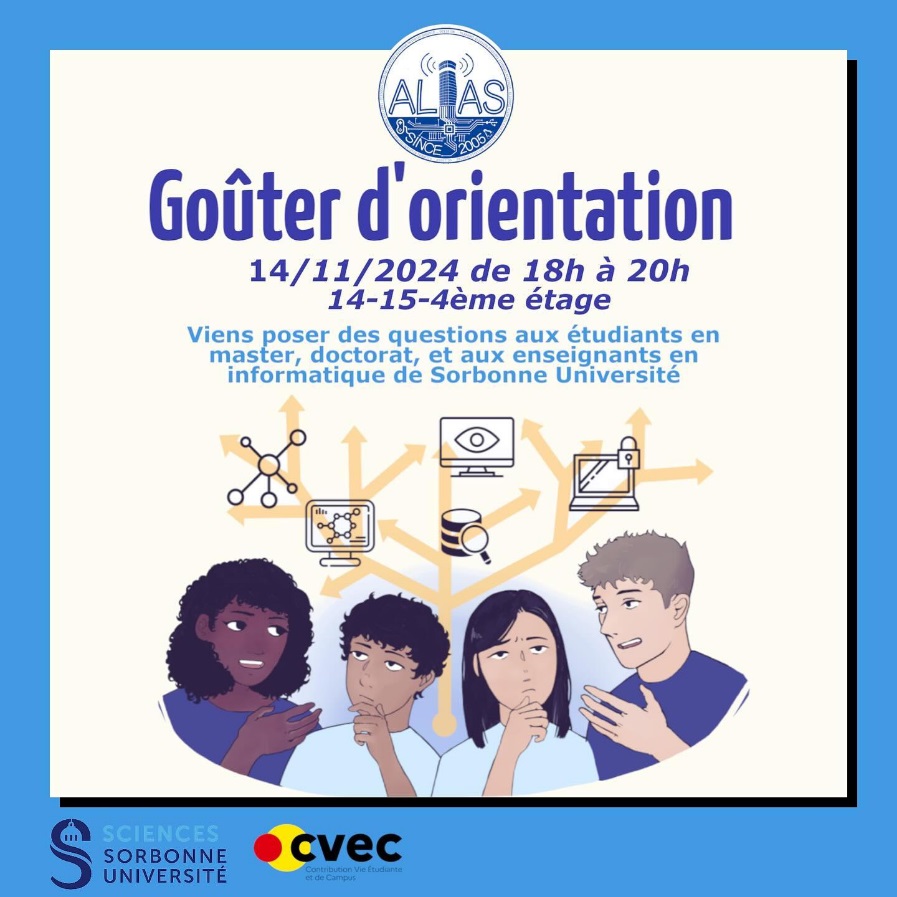 ALIAS
SINCE 2005
Goûter d'orientation
14/11/2024 de 18h à 20h
14-15-4ème étage
Viens poser des questions aux étudiants en
master, doctorat, et aux enseignants en
informatique de Sorbonne Université
SCIENCES
SORBONNE
UNIVERSITÉ
cvec
Contribution Vie Étudiante
et de Campus